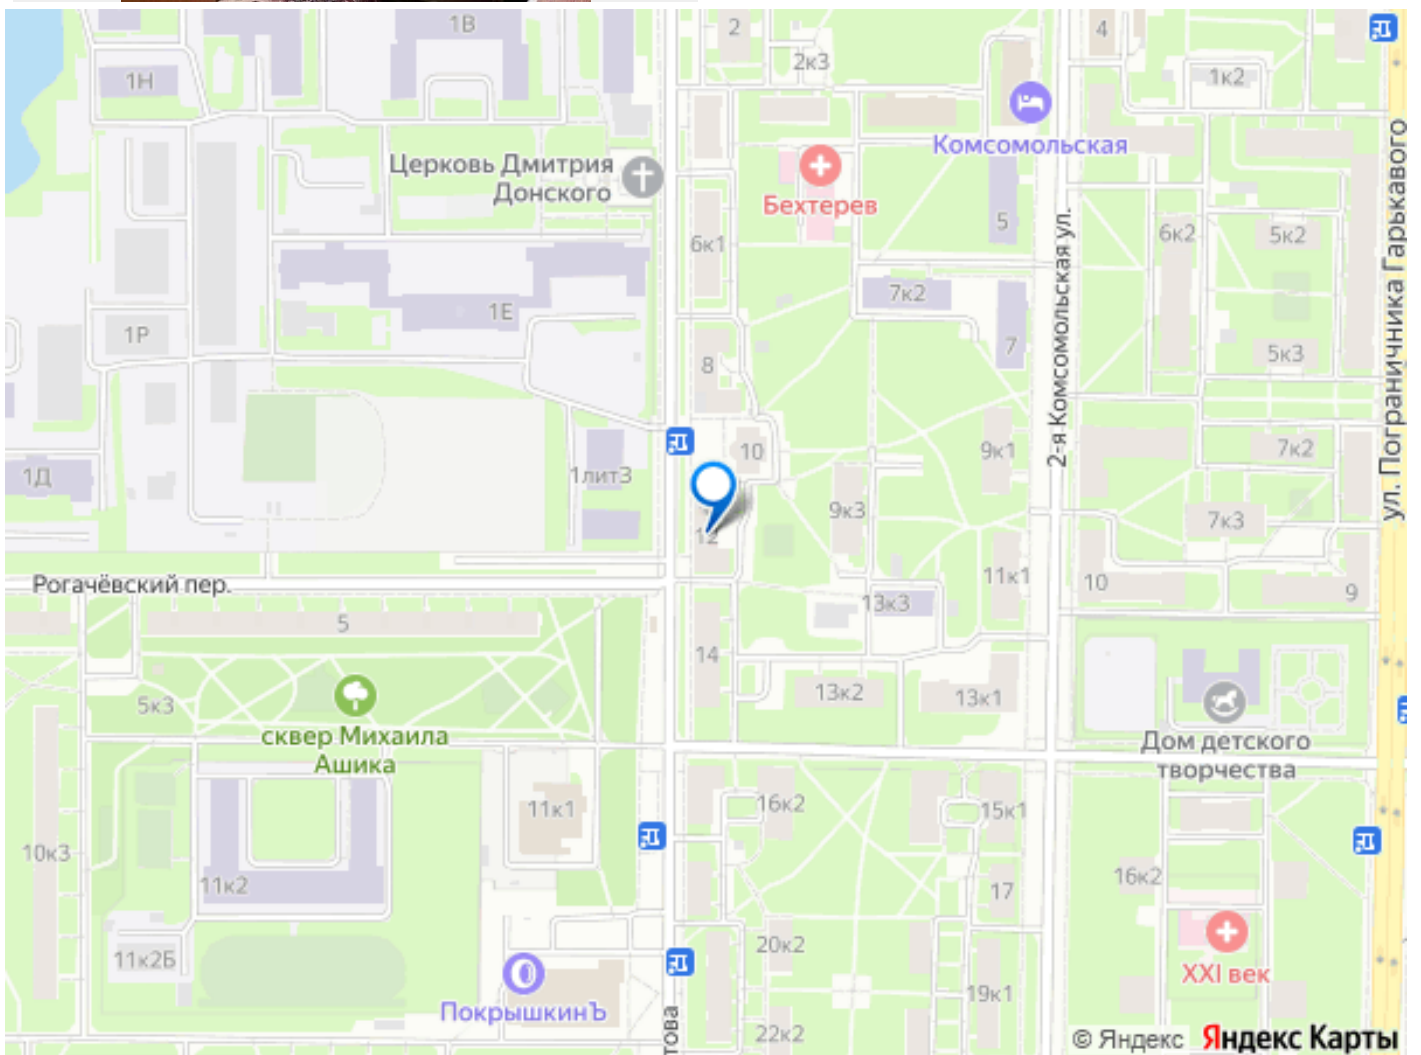 1В
2
4
1Н
2к3
1к2
Комсомольская
Церковь Дмитрия
Донского
Бехтерев
ул. Пограничника Гарькавого
6к1
5
2-я Комсомольская ул.
6к2
5к2
7к2
1Е
1Р
8
7
5к3
10
9к1
7к2
1Д
1лит3
9к3
7к3
12
Рогачёвский пер.
11к1
10
9
13к3
5
14
13к2
13к1
5к3
сквер Михаила
Ашика
Дом детского
творчества
11к1
16к2
15к1
10к3
11к2
17
16к2
11к2Б
20к2
XXI век
ПокрышкинЪ
19к1
това
22к2
© Яндекс Яндекс Карты